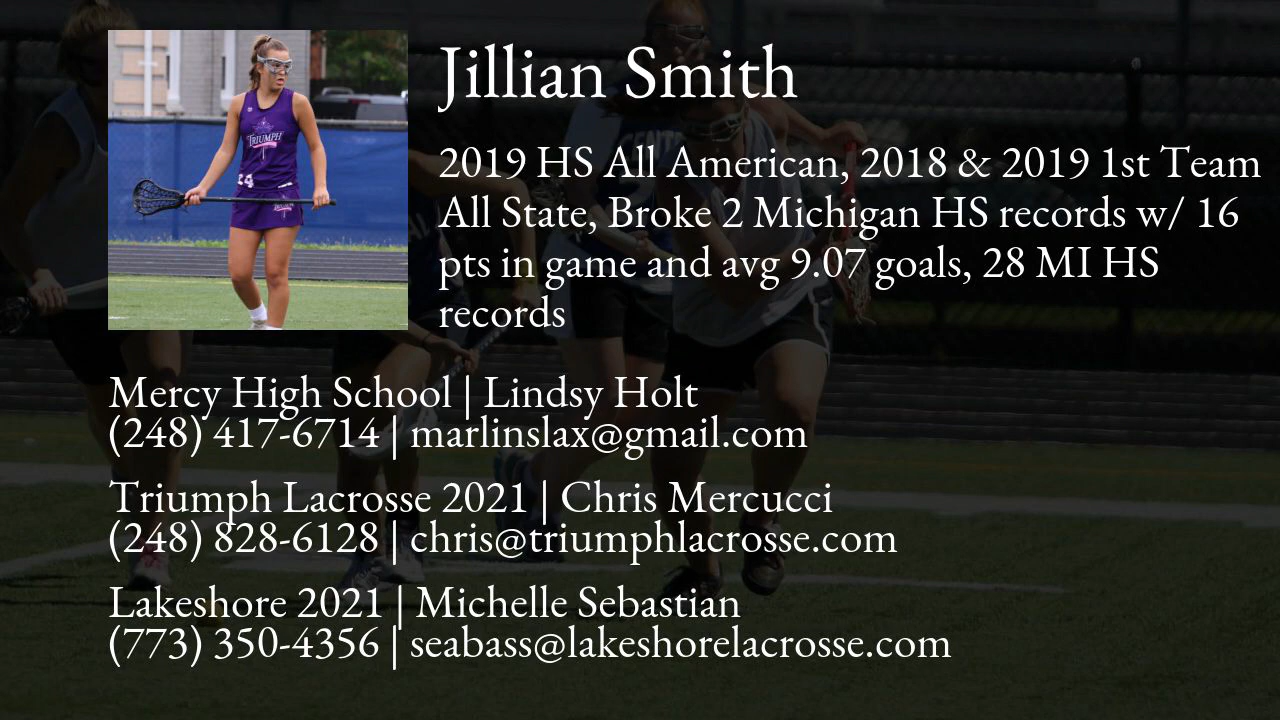 Jillian Smith
2019 HS All American, 2018 & 2019 1st Team
All State, Broke 2 Michigan HS records w/ 16
pts in game and avg 9.07 goals, 28 MI HS
records
TRIUMPH
24
Mercy High School | Lindsy Holt
(248) 417-6714 | marlinslax@gmail.com
Triumph Lacrosse 2021 | Chris Mercucci
(248) 828-6128 | chris@triumphlacrosse.com
Lakeshore 2021 | Michelle Sebastian
(773) 350-4356 | seabass@lakeshorelacrosse.com